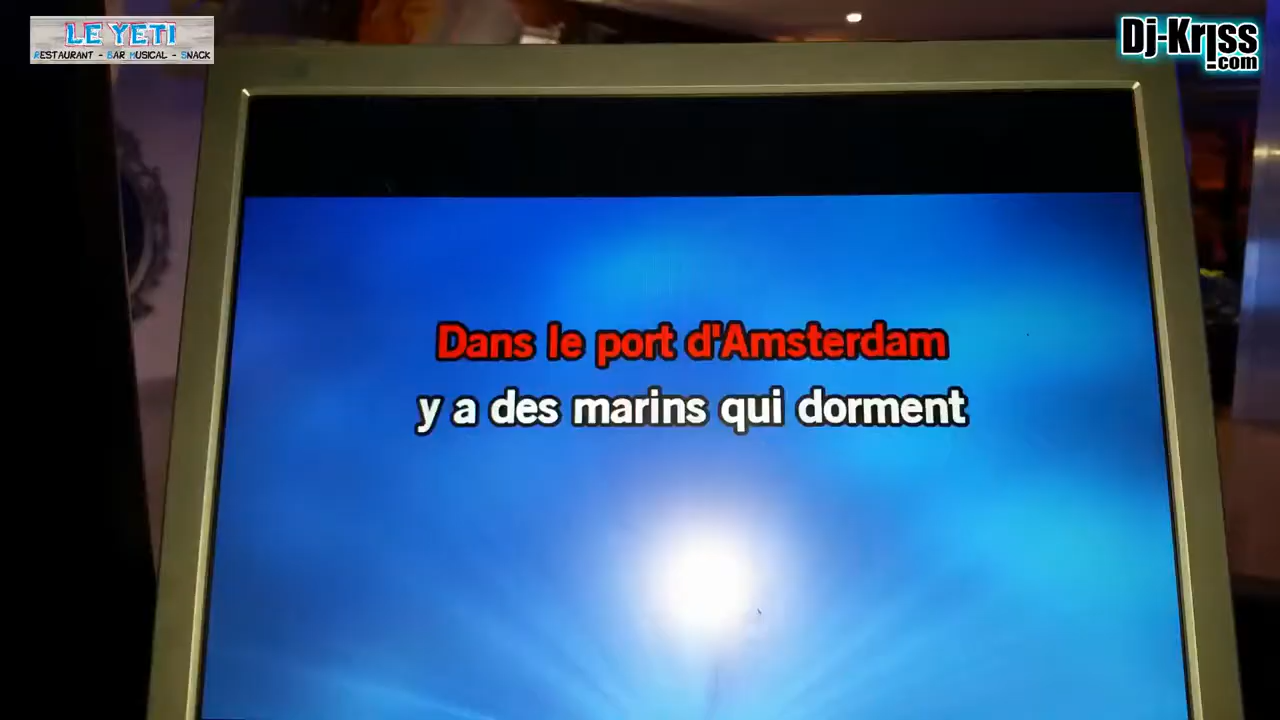 LE YETI
RESTAURANT - BAR MUSICAL - SNACK
Dj-Kriss
.com
Dans le port d'Amsterdam
y a des marins qui dorment